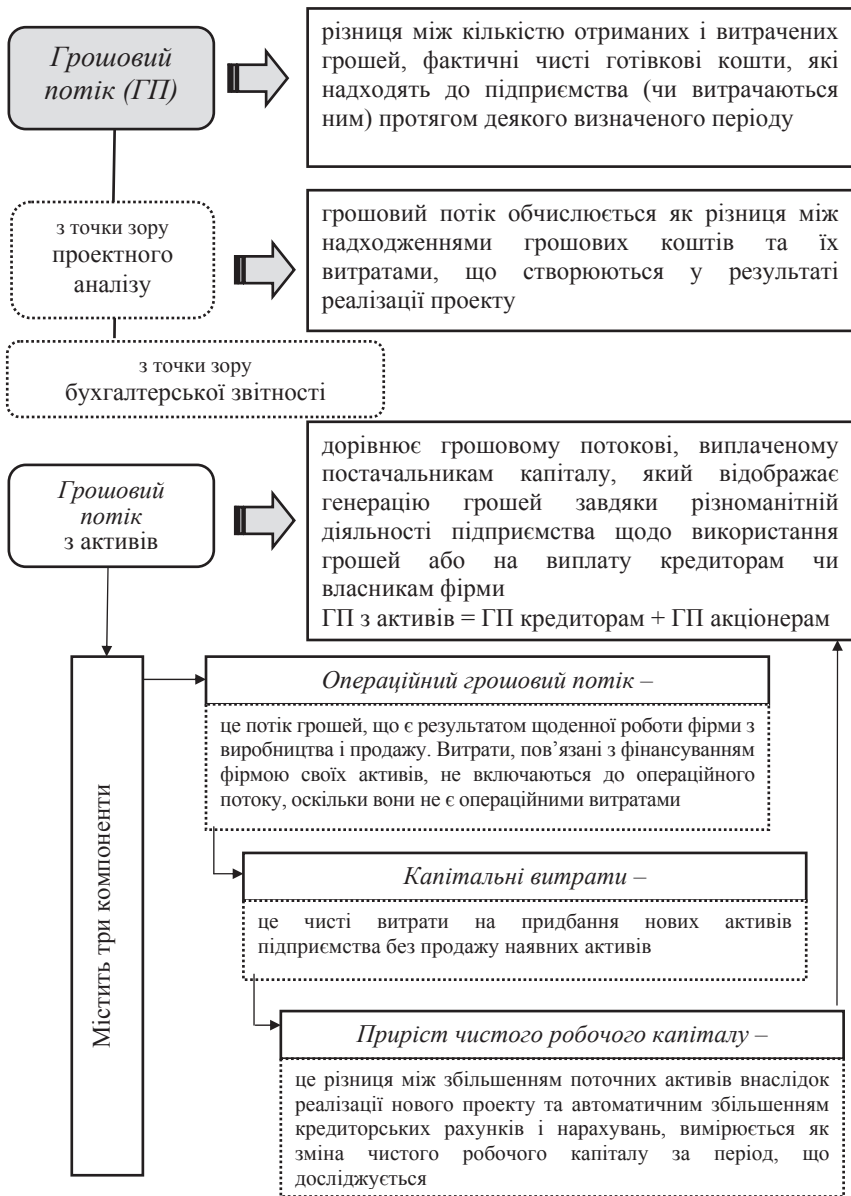 Грошовий
потік (ГП)
різниця між кількістю отриманих і витрачених
грошей, фактичні чисті готівкові кошти, які
надходять до підприємства (чи витрачаються
ним) протягом деякого визначеного періоду
з точки зору
проектного
аналізу
грошовий потік обчислюється як різниця між
надходженнями грошових коштів та їх
витратами, що створюються у результаті
реалізації проекту
з точки зору
бухгалтерської звітності
Грошовий
потік
з активів
дорівнює грошовому потокові, виплаченому
постачальникам капіталу, який відображає
генерацію грошей завдяки різноманітній
діяльності підприємства щодо використання
грошей або на виплату кредиторам чи
власникам фірми
ГП з активів = ГП кредиторам + ГП акціонерам
Містить три компоненти
Операційний грошовий потік –
це потік грошей, що є результатом щоденної роботи фірми з
виробництва і продажу. Витрати, пов’язані з фінансуванням
фірмою своїх активів, не включаються до операційного
потоку, оскільки вони не є операційними витратами
Капітальні витрати –
це чисті витрати на придбання нових активів
підприємства без продажу наявних активів
Приріст чистого робочого капіталу –
це різниця між збільшенням поточних активів внаслідок
реалізації нового проекту та автоматичним збільшенням
кредиторських рахунків і нарахувань, вимірюється як
зміна чистого робочого капіталу за період, що
досліджується